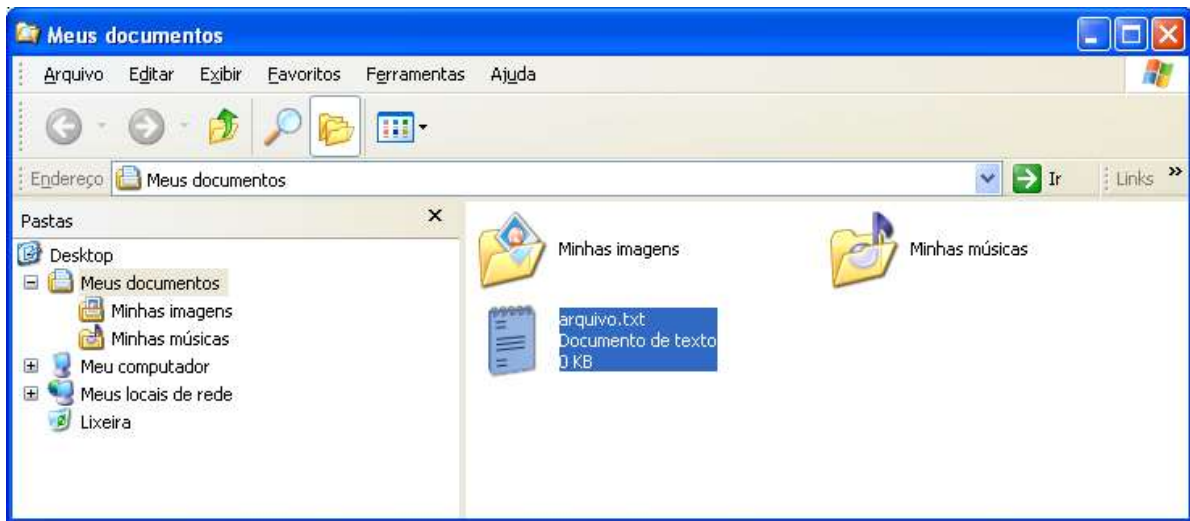 Meus documentos
Arquivo Editar Exibir Favoritos Ferramentas Ajuda
Endereço Meus documentos Ir Links »
Pastas
Desktop
Meus documentos
Minhas imagens
Minhas músicas
Meu computador
Meus locais de rede
Lixeira
Minhas imagens
Minhas músicas
arquivo.txt
Documento de texto
0 KB